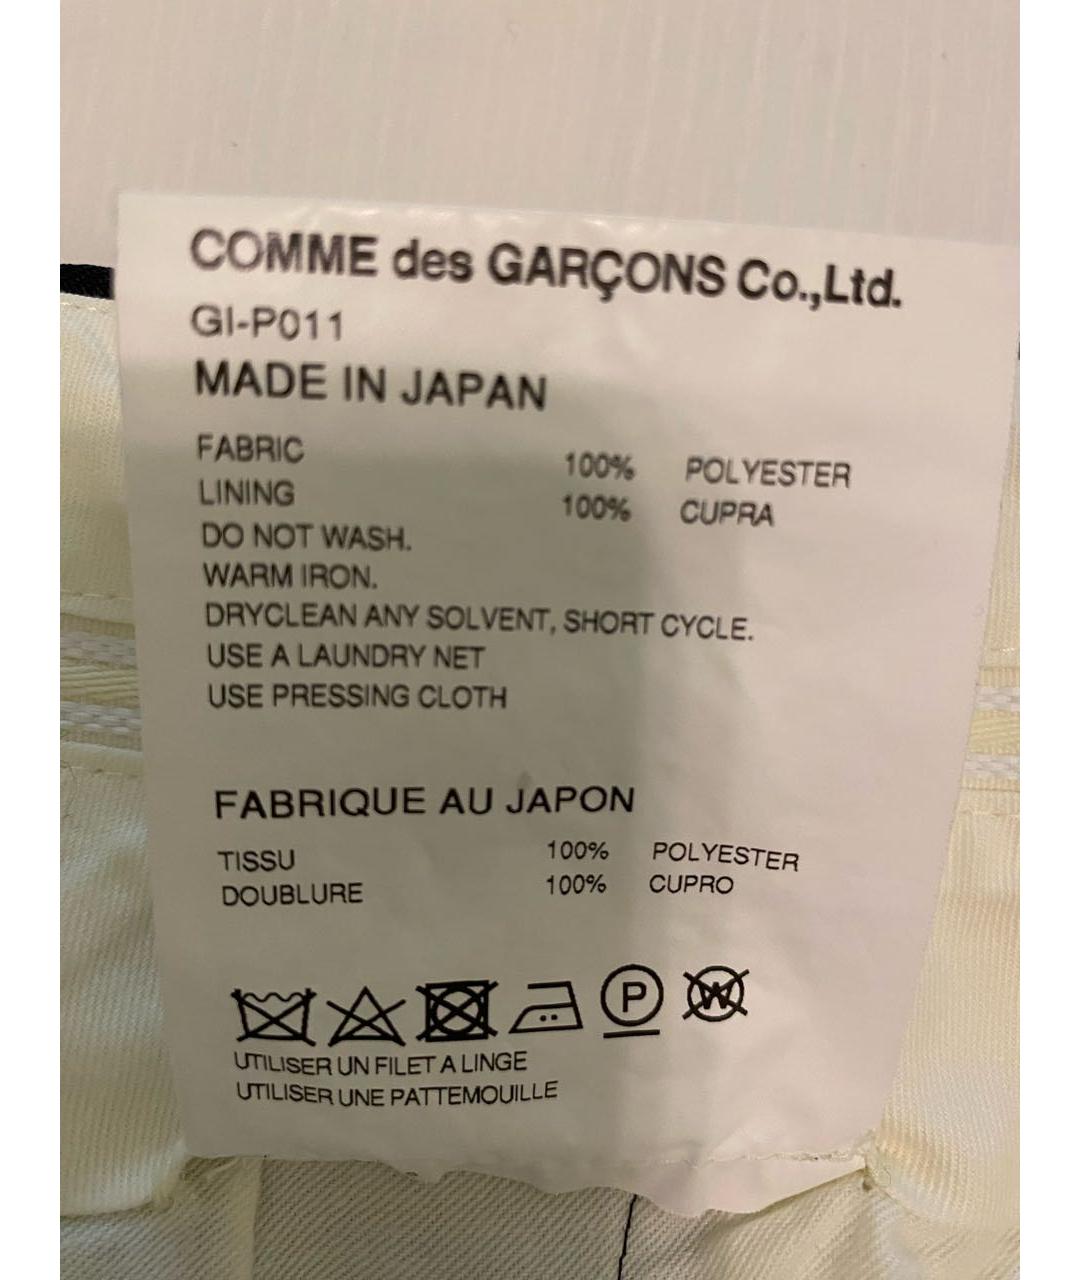 COMME des GARÇONS Co.,Ltd.
GI-P011
MADE IN JAPAN
FABRIC 100% POLYESTER
LINING 100% CUPRA
DO NOT WASH.
WARM IRON.
DRYCLEAN ANY SOLVENT, SHORT CYCLE.
USE A LAUNDRY NET
USE PRESSING CLOTH
FABRIQUE AU JAPON
TISSU 100% POLYESTER
DOUBLURE 100% CUPRO
P W
UTILISER UN FILET A LINGE
UTILISER UNE PATTEMOUILLE